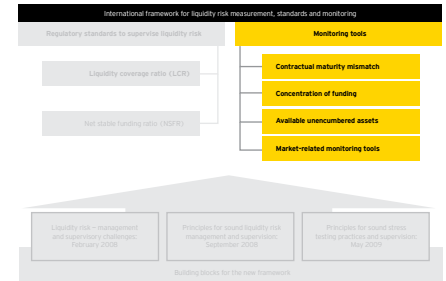 International framework for liquidity risk measurement, standards and monitoring
Regulatory standards to supervise liquidity risk
Liquidity coverage ratio (LCR)
Net stable funding ratio (NSFR)
Monitoring tools
Contractual maturity mismatch
Concentration of funding
Available unencumbered assets
Market-related monitoring tools
Liquidity risk – management
and supervisory challenges:
February 2008
Principles for sound liquidity risk
management and supervision:
September 2008
Principles for sound stress
testing practices and supervision:
May 2009
Building blocks for the new framework